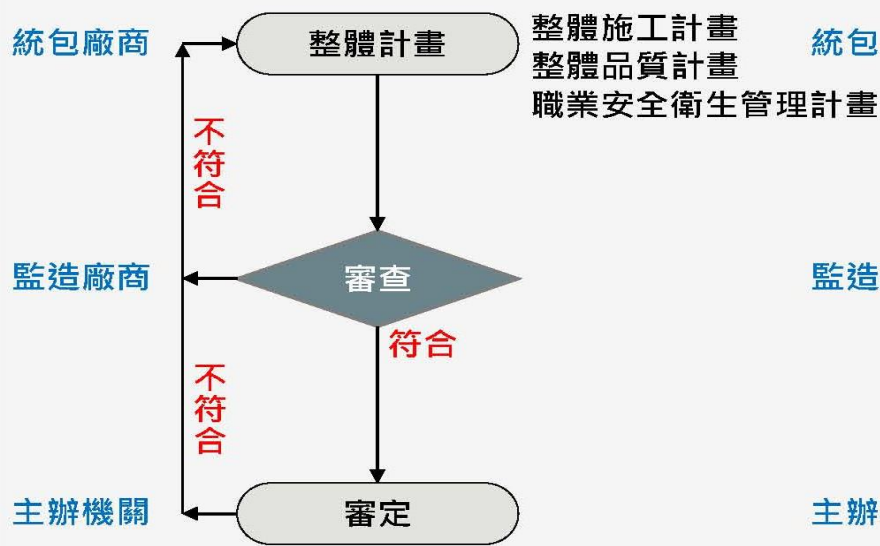 統包廠商
整體計畫
整體施工計畫
整體品質計畫
職業安全衛生管理計畫
統包
不符合
監造廠商
審查
監造
符合
不符合
主辦機關
審定
主辦